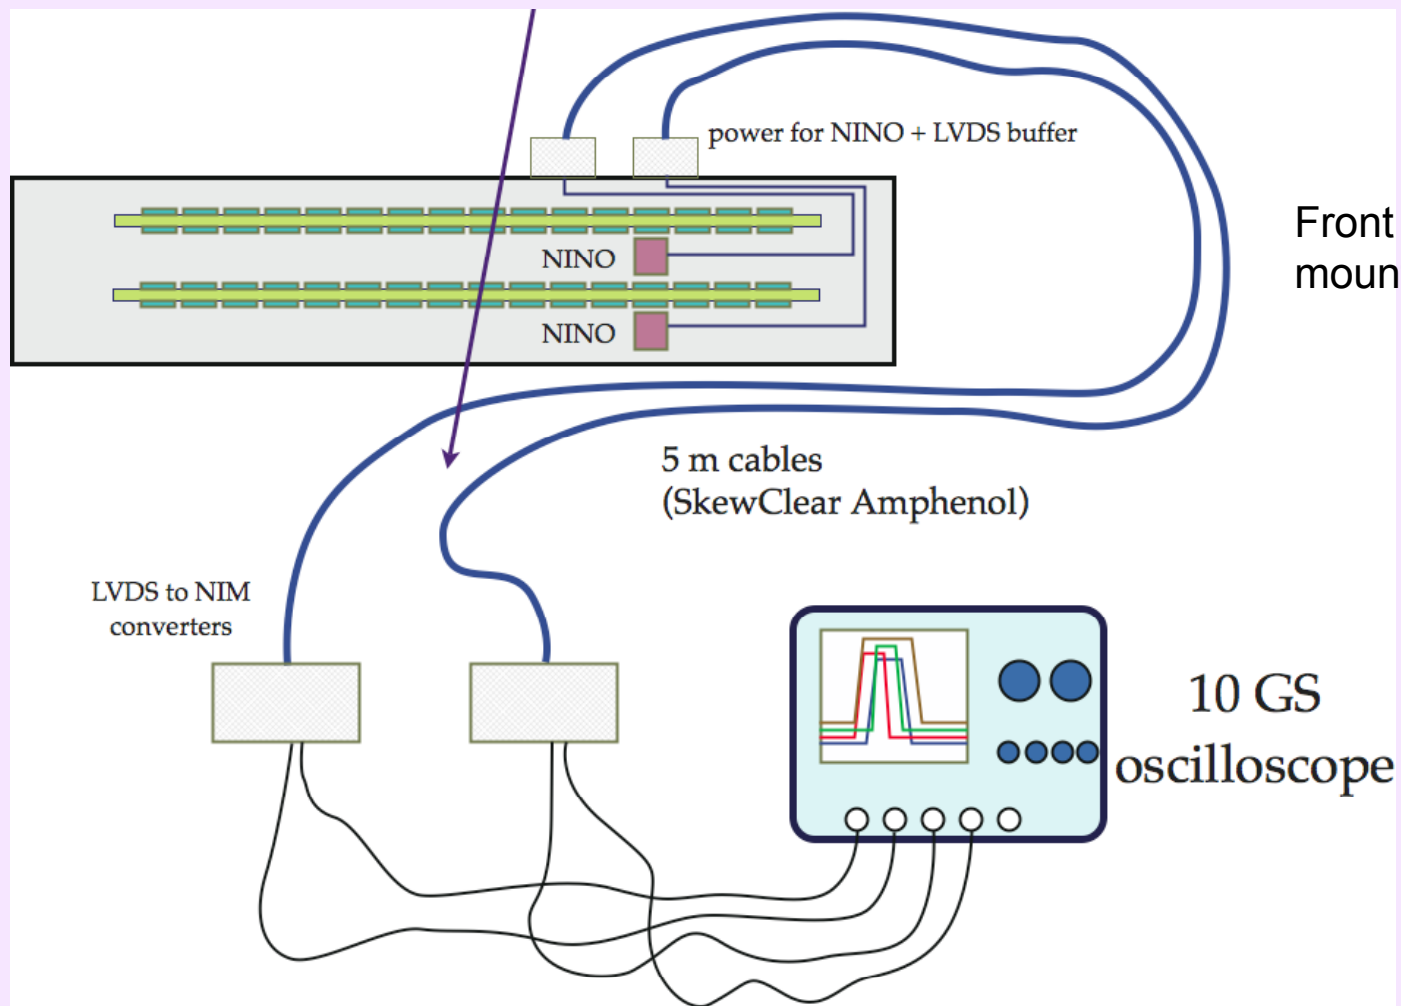 power for NINO + LVDS buffer
Front
moun
NINO
NINO
5 m cables
(SkewClear Amphenol)
LVDS to NIM
converters
10 GS
oscilloscope